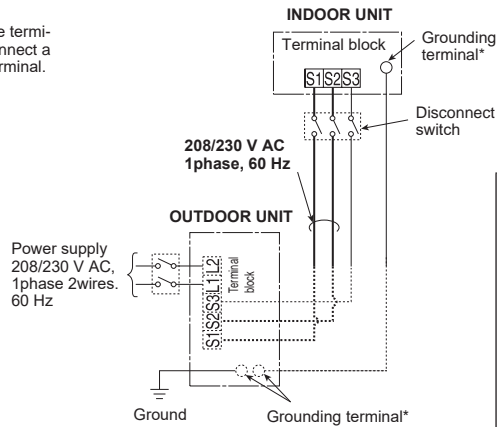 e termi-
nnect a
rminal.
INDOOR UNIT
Terminal block
Grounding
terminal*
S1 S2 S3
Disconnect
switch
208/230 V AC
1phase, 60 Hz
OUTDOOR UNIT
Power supply
208/230 V AC,
1phase 2wires.
60 Hz
Terminal
block
S1 S2 S3 L1 L2
Ground
Grounding terminal*